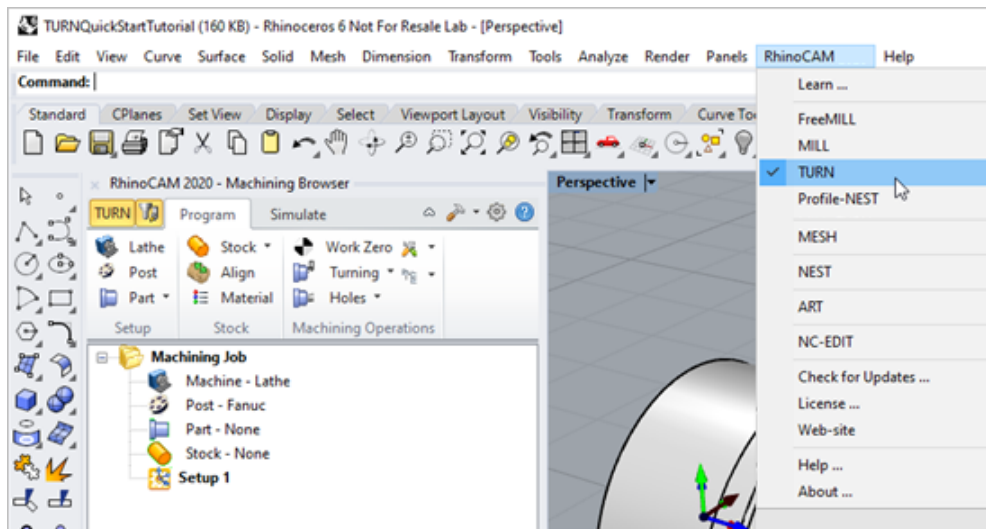 TURNQuickStartTutorial (160 KB) - Rhinoceros 6 Not For Resale Lab - [Perspective]
File Edit View Curve Surface Solid Mesh Dimension Transform Tools Analyze Render Panels RhinoCAM Help
Command:
Standard CPlanes Set View Display Select Viewport Layout Visibility Transform Curve Too
RhinoCAM 2020 - Machining Browser
TURN Program Simulate
Lathe Stock Work Zero
Post Align Turning
Part Material Holes
Setup Stock Machining Operations
Machining Job
Machine - Lathe
Post - Fanuc
Part - None
Stock - None
Setup 1
Perspective
Learn ...
FreeMILL
MILL
TURN
Profile-NEST
MESH
NEST
ART
NC-EDIT
Check for Updates ...
License ...
Web-site
Help ...
About ...